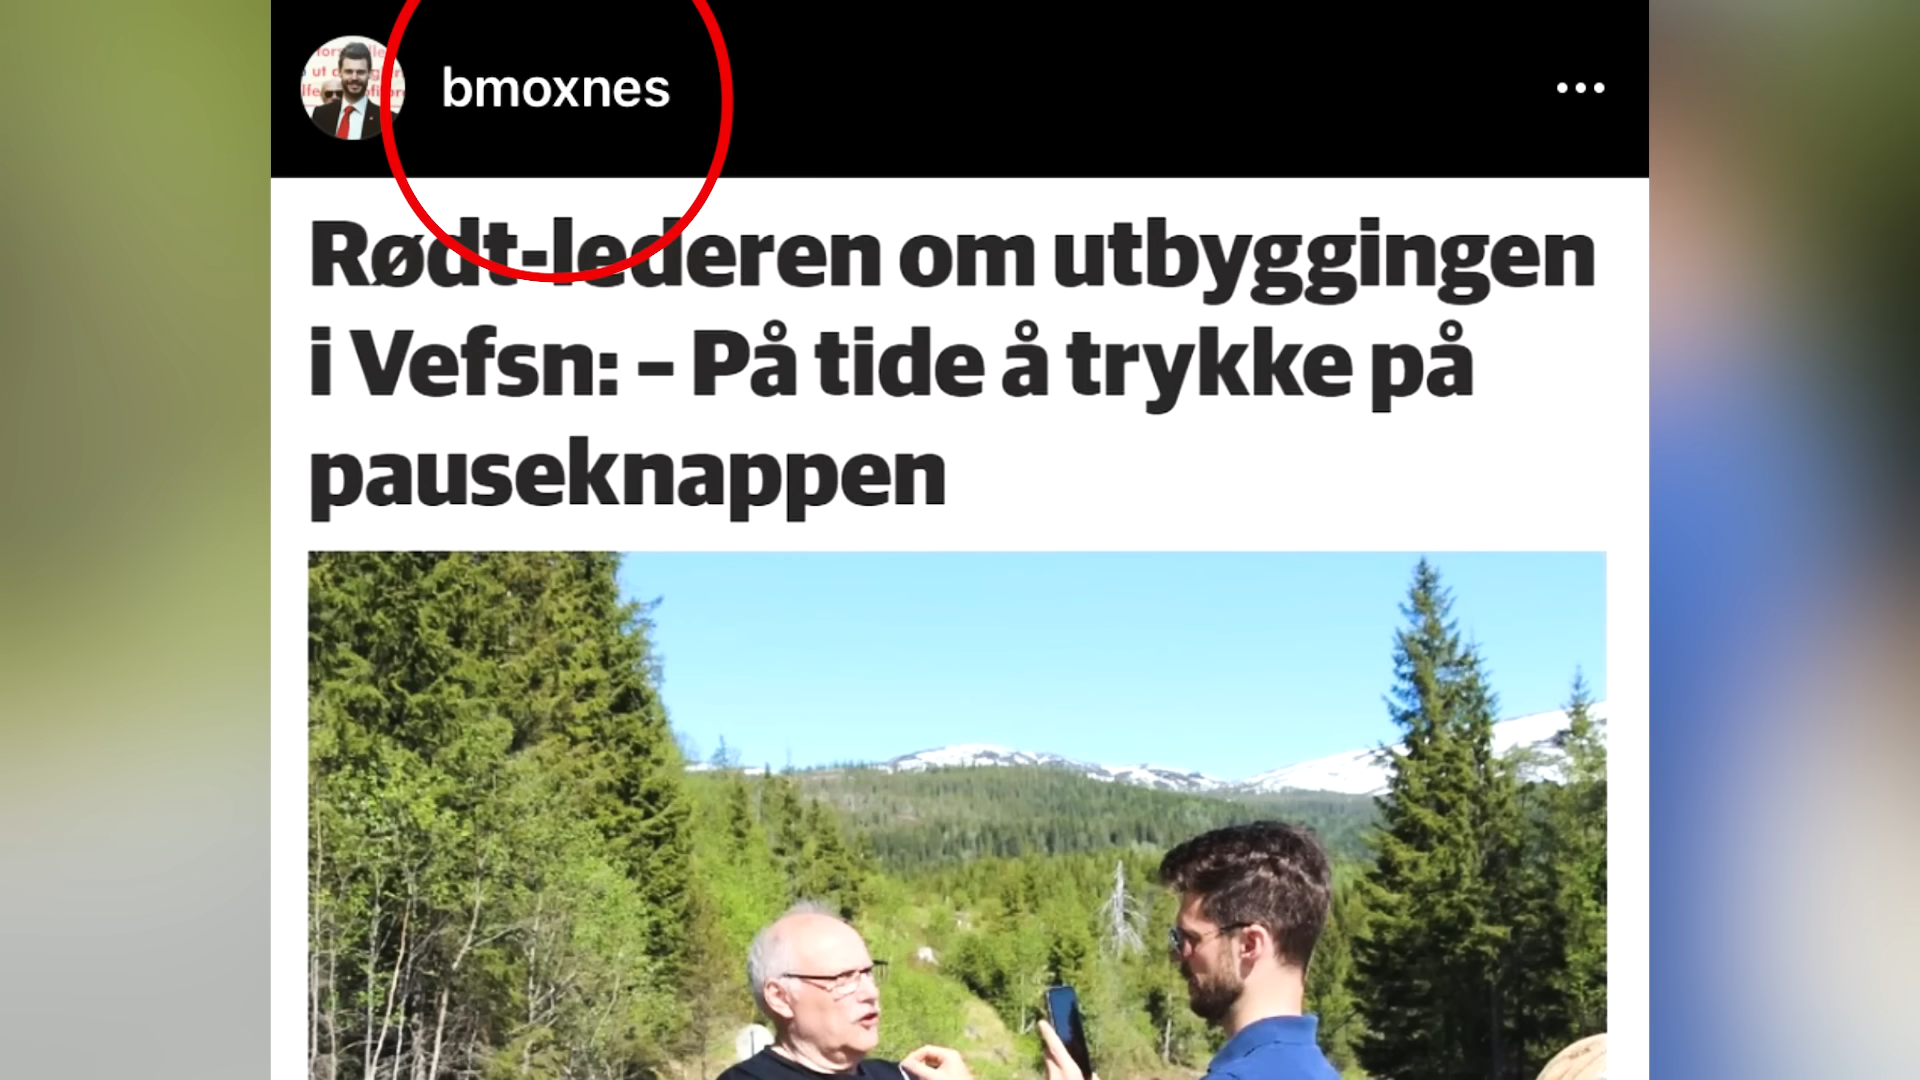 bmoxnes
Rødt-lederen om utbyggingen
i Vefsn: – På tide å trykke på
pauseknappen